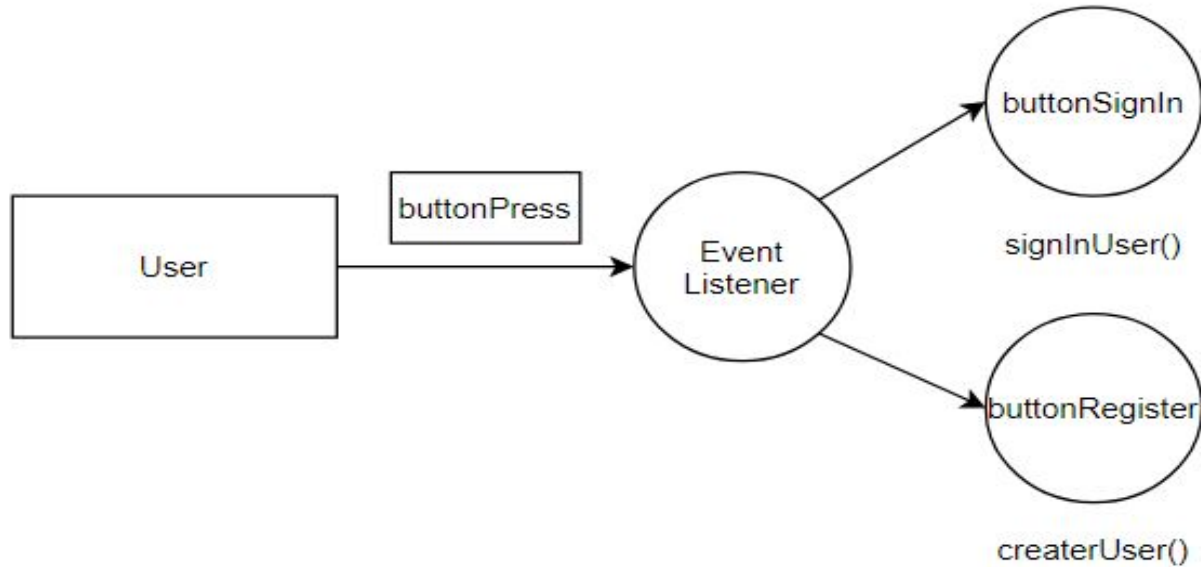 User
buttonPress
Event
Listener
buttonSignIn
signInUser()
buttonRegister
createrUser()